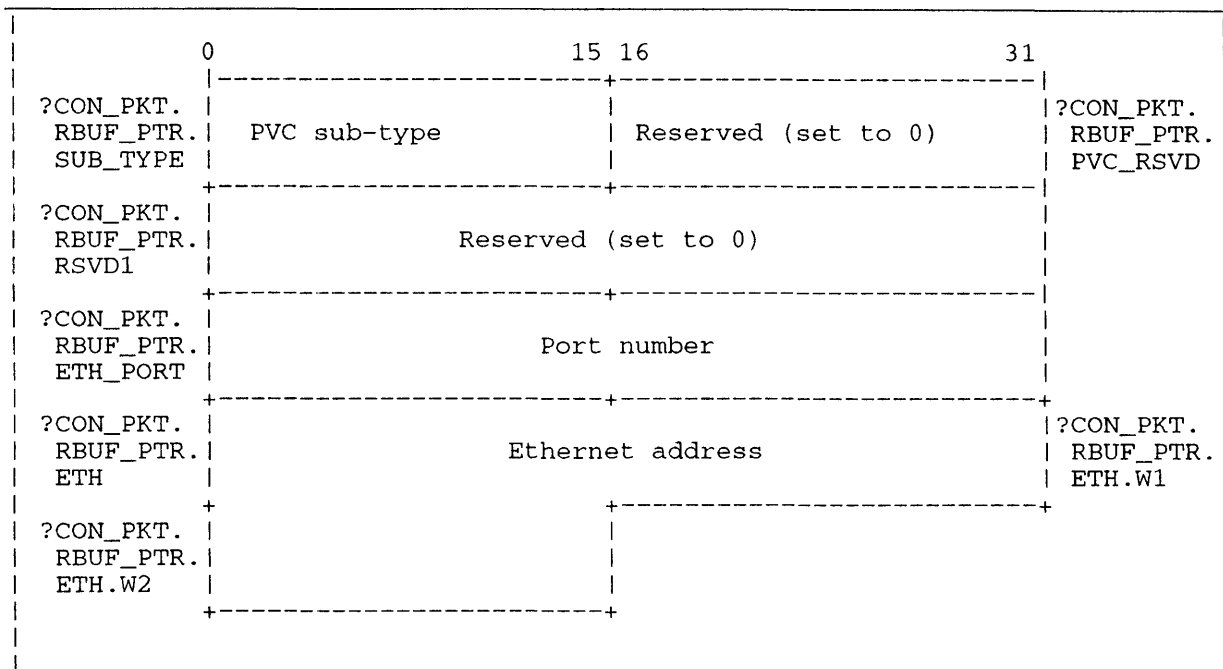 0 15 16 31
?CON_PKT. ?CON_PKT.
RBUF_PTR. PVC sub-type Reserved (set to 0) RBUF_PTR.
SUB_TYPE PVC_RSVD
?CON_PKT.
RBUF_PTR. Reserved (set to 0)
RSVD1
?CON_PKT.
RBUF_PTR. Port number
ETH_PORT
?CON_PKT. ?CON_PKT.
RBUF_PTR. Ethernet address RBUF_PTR.
ETH ETH.W1
?CON_PKT.
RBUF_PTR.
ETH.W2